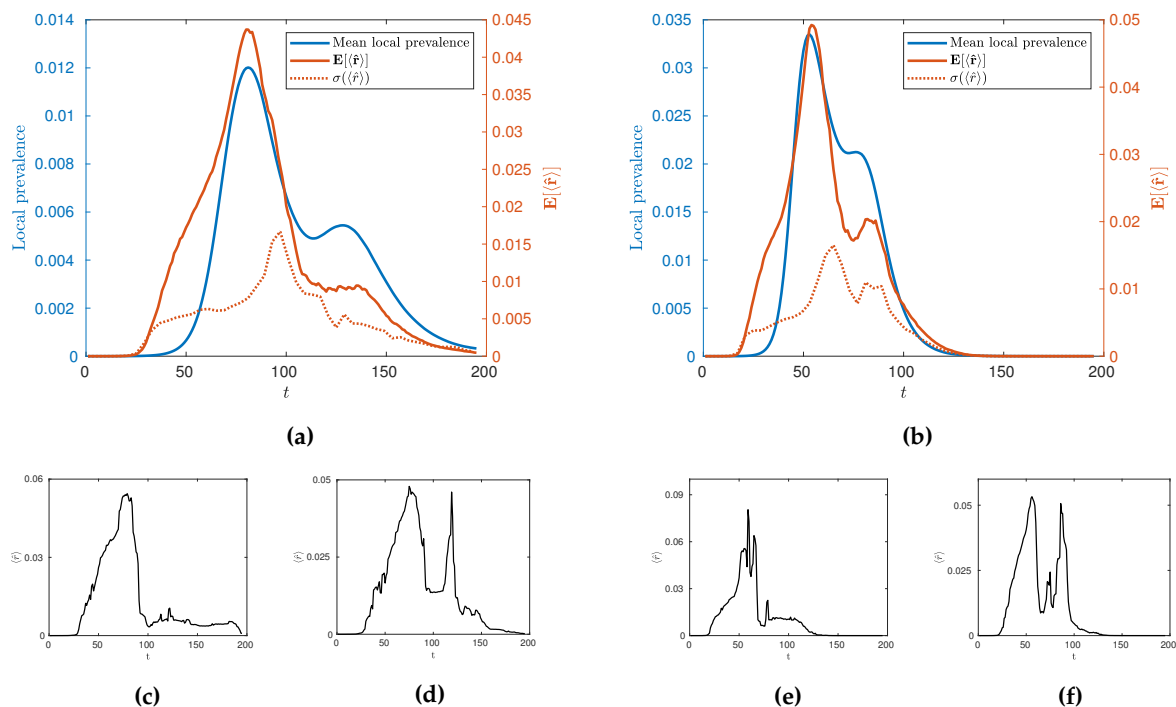 0.014
0.012
0.01
0.008
0.006
0.004
0.002
0
Local prevalence
0.045
0.04
0.035
0.03
0.025
0.02
0.015
0.01
0.005
0
E[⟨r̂⟩]
Mean local prevalence
E[⟨r̂⟩]
σ(⟨r̂⟩)
0 50 100 150 200
t
(a)
0.035
0.03
0.025
0.02
0.015
0.01
0.005
0
Local prevalence
0.05
0.04
0.03
0.02
0.01
0
E[⟨r̂⟩]
Mean local prevalence
E[⟨r̂⟩]
σ(⟨r̂⟩)
0 50 100 150 200
t
(b)
0.06
0.03
0
⟨r̂⟩
0 50 100 150 200
t
(c)
0.05
0.025
0
⟨r̂⟩
0 50 100 150 200
t
(d)
0.09
0.06
0.03
0
⟨r̂⟩
0 50 100 150 200
t
(e)
0.05
0.025
0
⟨r̂⟩
0 50 100 150 200
t
(f)